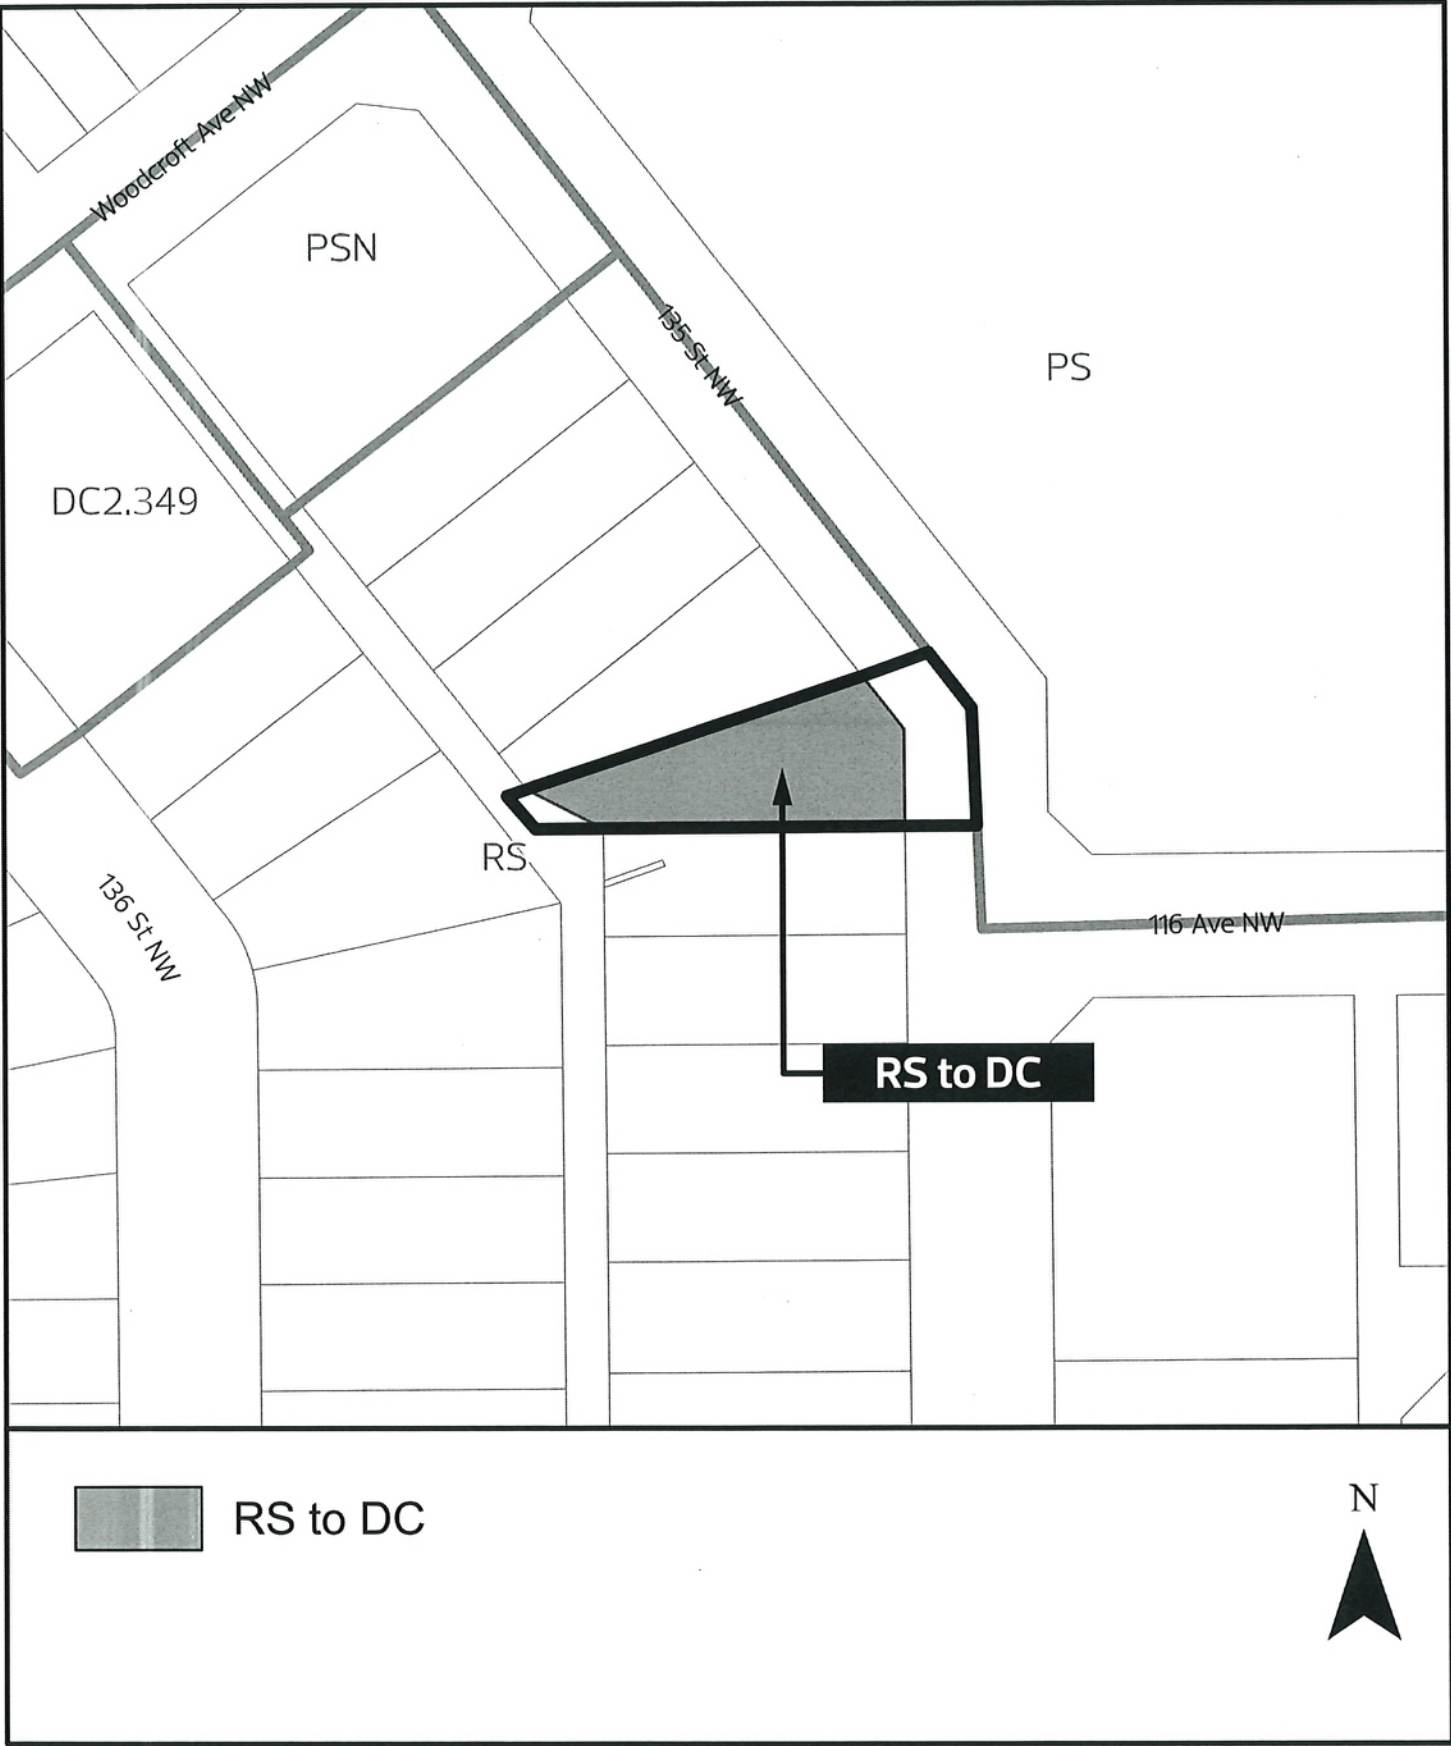 Woodcroft Ave NW
PSN
135 St NW
PS
DC2.349
RS
136 St NW
116 Ave NW
RS to DC
RS to DC
N